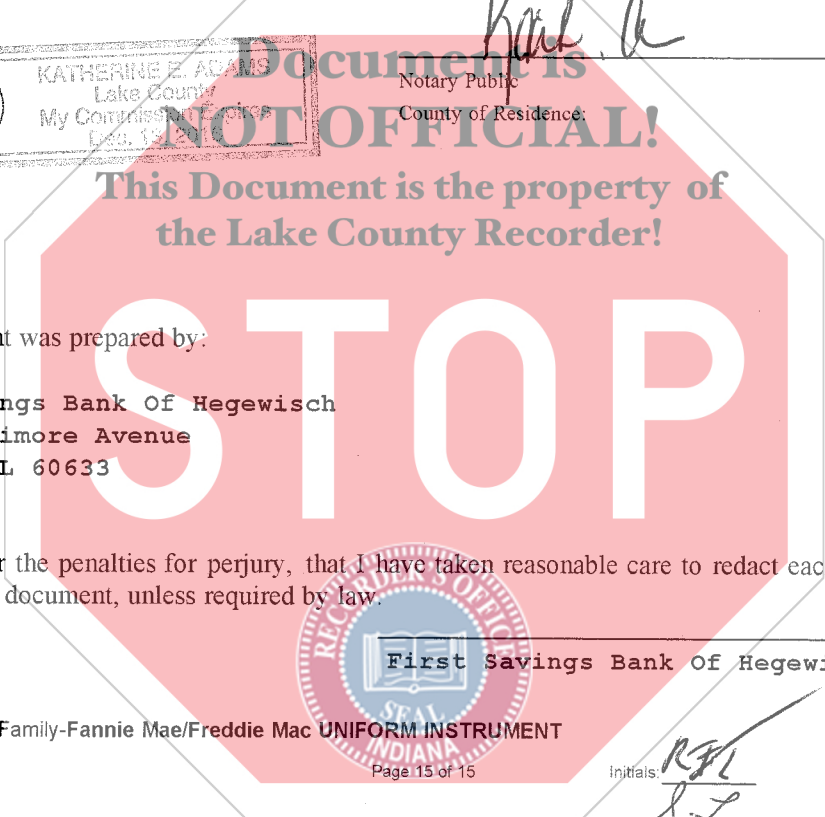 Document is
KATHERINE E. ADAMS
Lake County
My Commission Expires
Notary Public
County of Residence:
NOT OFFICIAL!
This Document is the property of
the Lake County Recorder!
STOP
nt was prepared by:
ngs Bank Of Hegewisch
imore Avenue
L 60633
r the penalties for perjury, that I have taken reasonable care to redact eac
document, unless required by law.
RECORDER'S OFFICE
SEAL
INDIANA
First Savings Bank Of Hegewi
Family-Fannie Mae/Freddie Mac UNIFORM INSTRUMENT
Page 15 of 15
Initials: